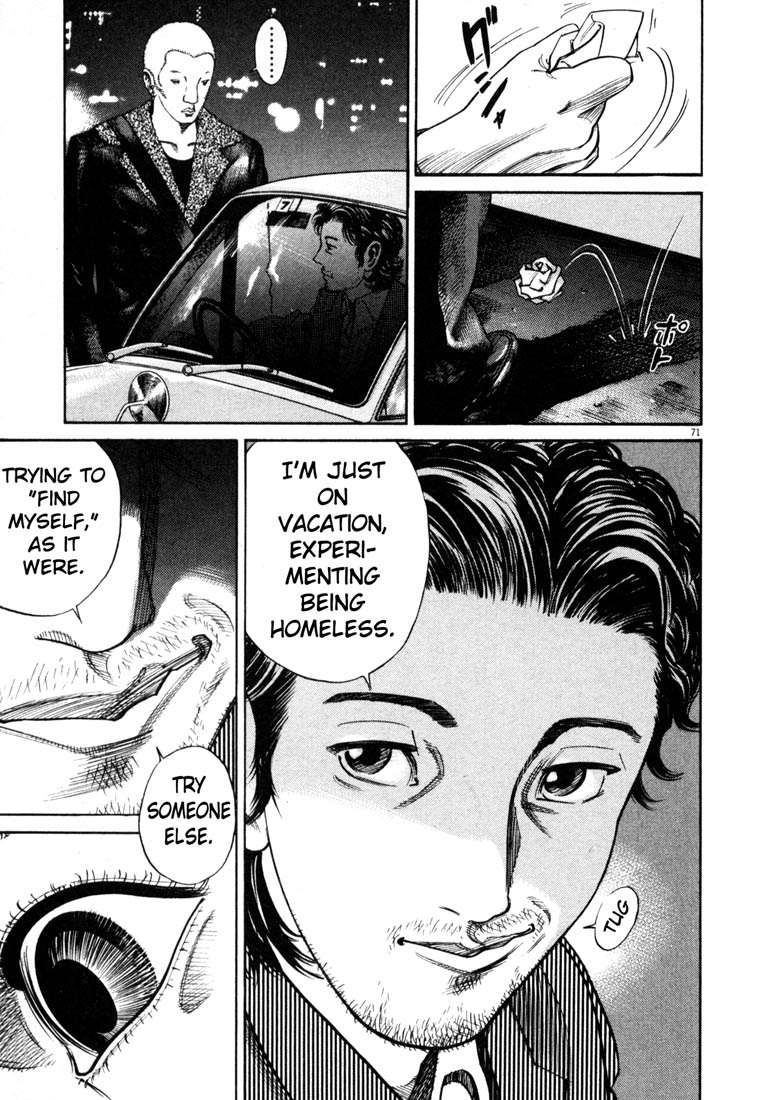 グ
シャ
ポ
ト
.........
7
71
I'M JUST
ON
VACATION,
EXPERI-
MENTING
BEING
HOMELESS.
TUG
TRYING TO
"FIND
MYSELF,"
AS IT
WERE.
TRY
SOMEONE
ELSE.